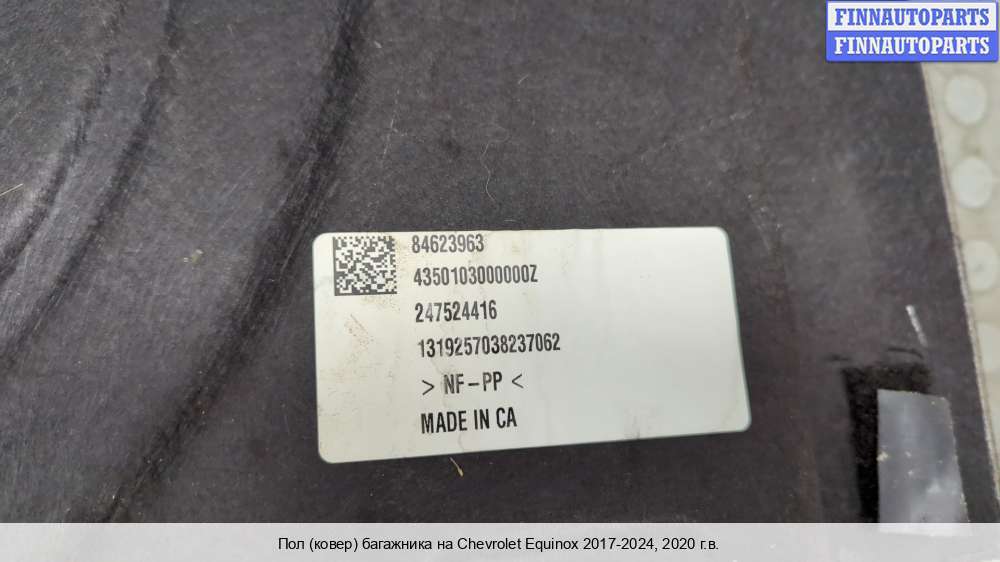 FINNAUTOPARTS
FINNAUTOPARTS
84623963
4350103000000Z
247524416
1319257038237062
> NF-PP <
MADE IN CA
Пол (ковер) багажника на Chevrolet Equinox 2017-2024, 2020 г.в.